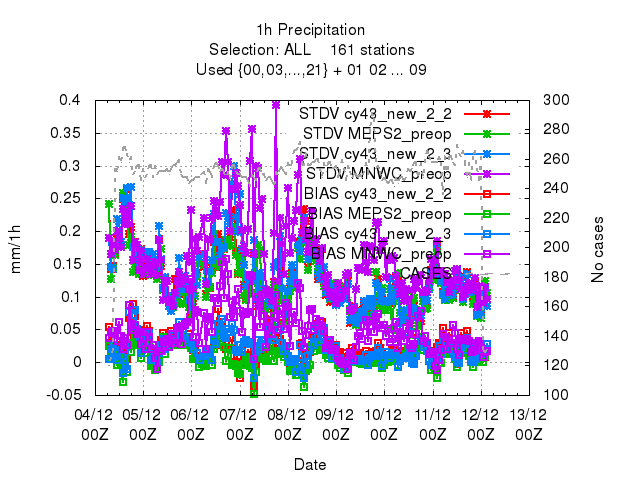 1h Precipitation
Selection: ALL    161 stations
Used {00,03,...,21} + 01 02 ... 09
STDV cy43_new_2_2
STDV MEPS2_preop
STDV cy43_new_2_3
STDV MNWC_preop
BIAS cy43_new_2_2
BIAS MEPS2_preop
BIAS cy43_new_2_3
BIAS MNWC_preop
CASES
mm/1h
0.4
0.35
0.3
0.25
0.2
0.15
0.1
0.05
0
-0.05
300
280
260
240
220
200
180
160
140
120
100
No cases
04/12 05/12 06/12 07/12 08/12 09/12 10/12 11/12 12/12 13/12
00Z 00Z 00Z 00Z 00Z 00Z 00Z 00Z 00Z 00Z
Date